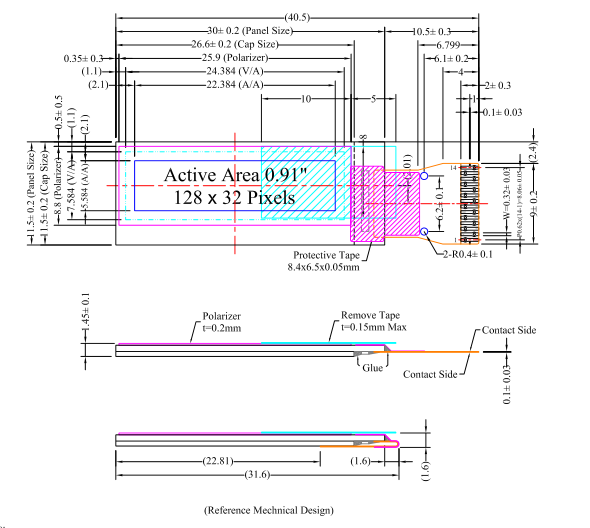 (40.5)
30± 0.2 (Panel Size)
10.5± 0.3
26.6± 0.2 (Cap Size)
6.799
0.35± 0.3
25.9 (Polarizer)
6.1± 0.2
(1.1)
24.384 (V/A)
4
(2.1)
22.384 (A/A)
2± 0.3
10
5
1
0.1± 0.03
0.5± 0.5
(1.1)
(2.1)
11.5± 0.2 (Panel Size)
11.5± 0.2 (Cap Size)
8.8 (Polarizer)
7.584 (V/A)
5.584 (A/A)
8
(2.4)
Active Area 0.91"
128 x 32 Pixels
6.2± 0.1
14
1
W=0.32± 0.03
P0.62x(14-1)=8.06± 0.05
9± 0.2
Protective Tape
8.4x6.5x0.05mm
2-R0.4± 0.1
1.45± 0.1
Polarizer
t=0.2mm
Remove Tape
t=0.15mm Max
Contact Side
Glue
Contact Side
0.1± 0.03
(22.81)
(1.6)
(31.6)
(1.6)
(Reference Mechnical Design)